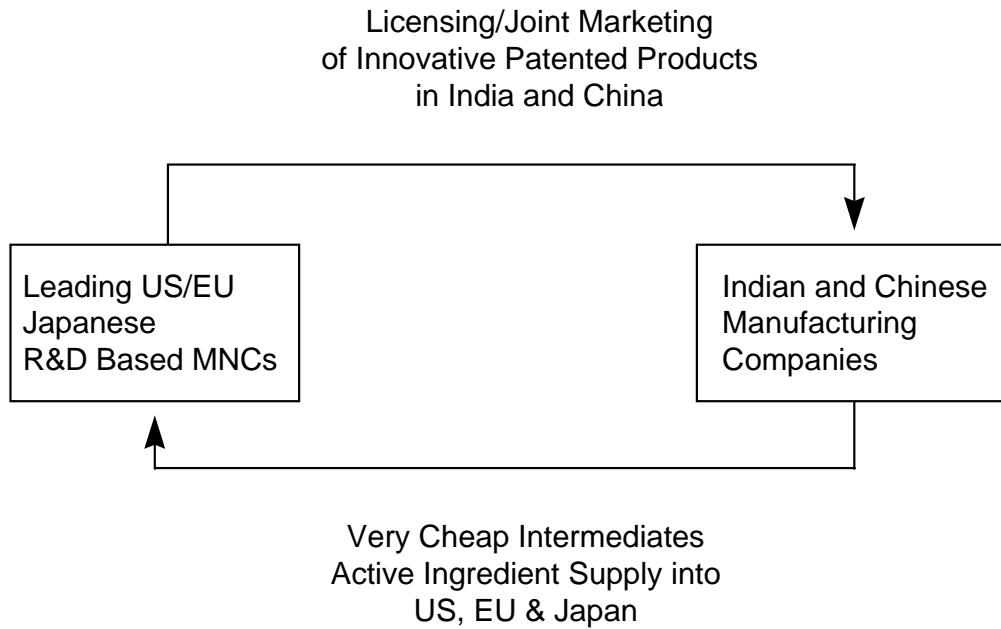 Licensing/Joint Marketing
of Innovative Patented Products
in India and China
Leading US/EU
Japanese
R&D Based MNCs
Indian and Chinese
Manufacturing
Companies
Very Cheap Intermediates
Active Ingredient Supply into
US, EU & Japan